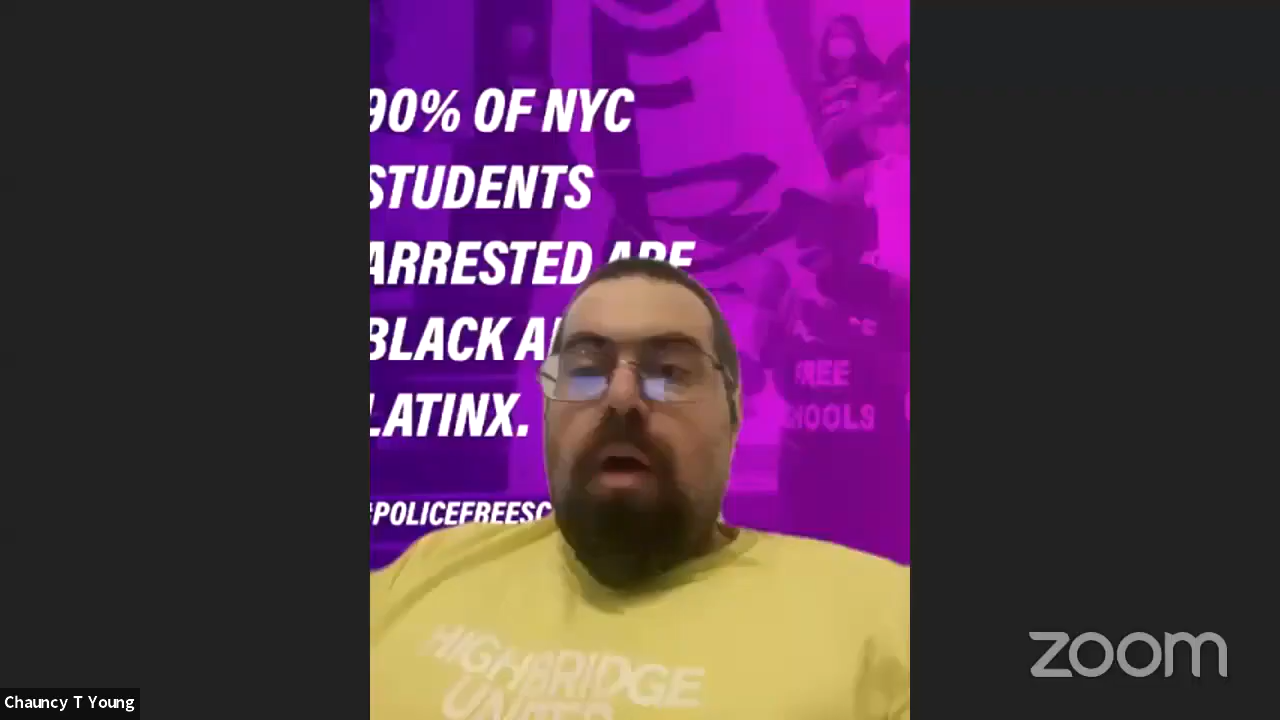 90% OF NYC
STUDENTS
ARRESTED ARE
BLACK A
LATINX.
#POLICEFREESC
FREE
HOOLS
HIGHBRIDGE
UNITED
Chauncy T Young
zoom